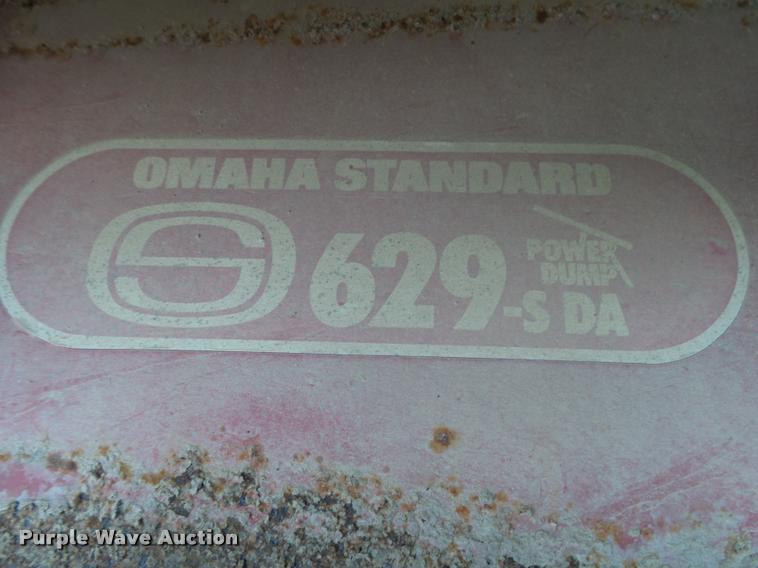 OMAHA STANDARD
629-S DA
POWER
DUMP
Purple Wave Auction